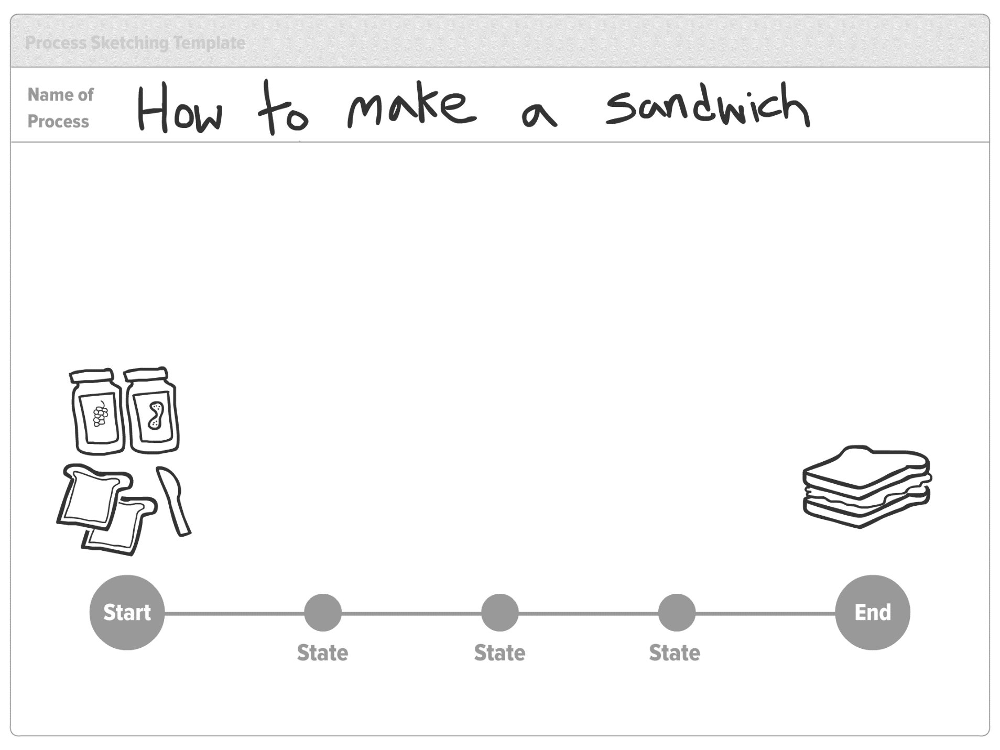 Process Sketching Template
Name of
Process
How to make a sandwich
Start
End
State
State
State